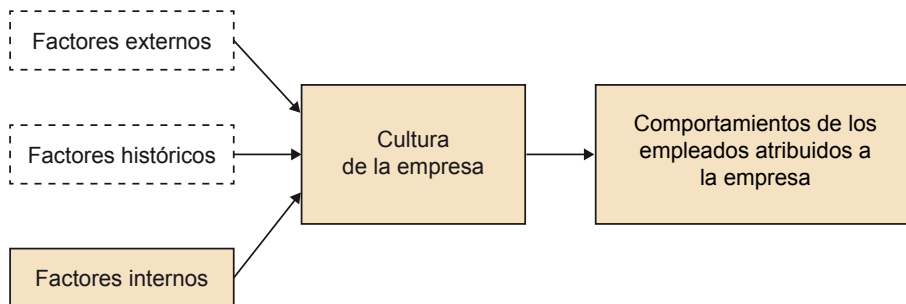 Factores externos
Factores históricos
Factores internos
Cultura
de la empresa
Comportamientos de los
empleados atribuidos a
la empresa